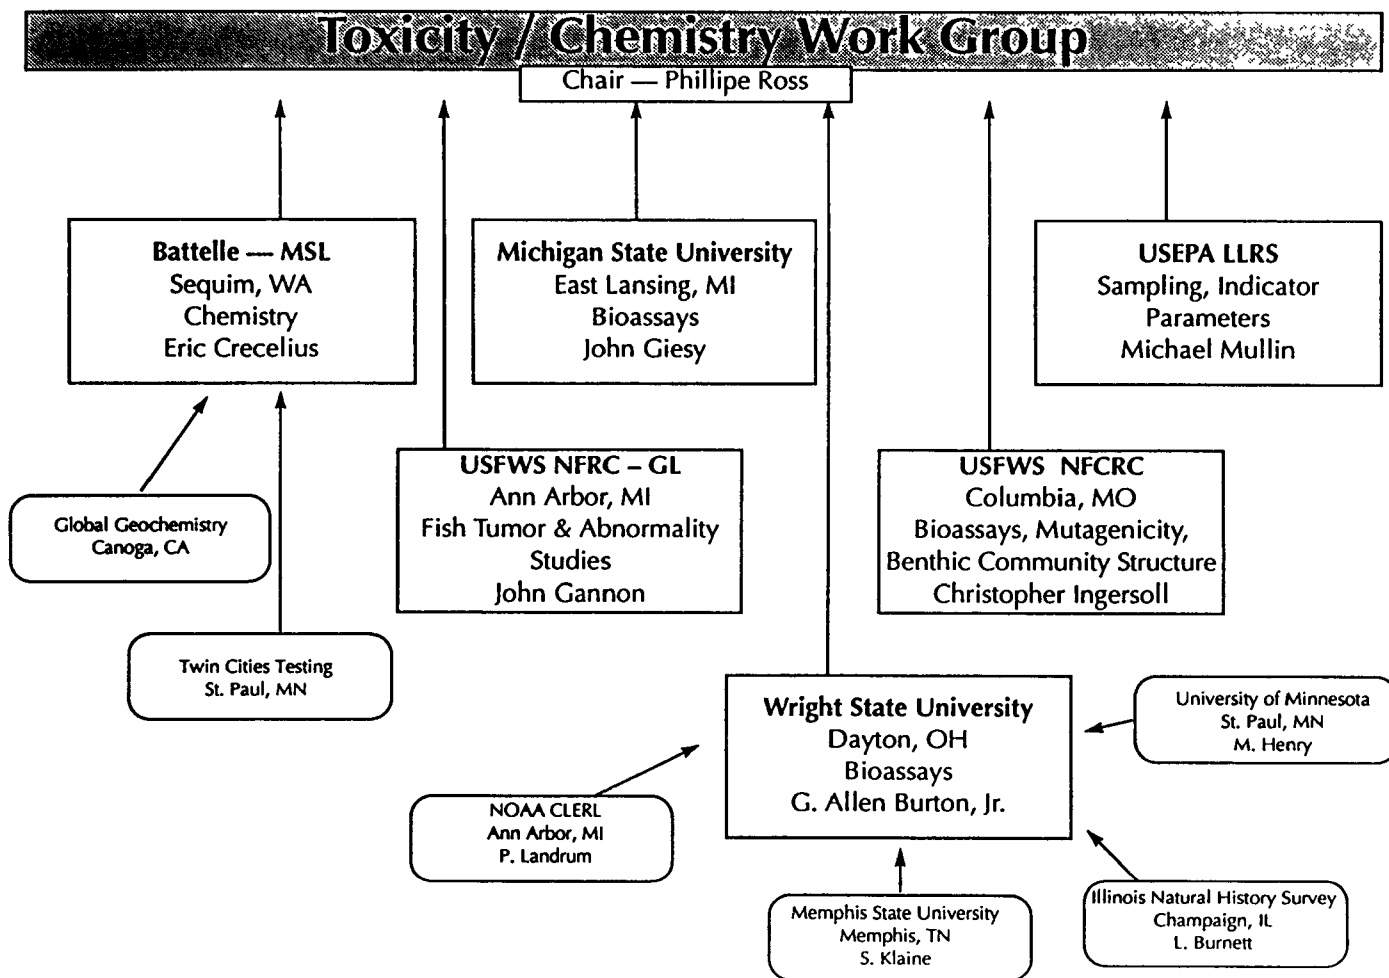 Toxicity / Chemistry Work Group
Chair — Phillipe Ross
Battelle — MSL
Sequim, WA
Chemistry
Eric Crecelius
Michigan State University
East Lansing, MI
Bioassays
John Giesy
USEPA LLRS
Sampling, Indicator
Parameters
Michael Mullin
USFWS NFRC – GL
Ann Arbor, MI
Fish Tumor & Abnormality
Studies
John Gannon
USFWS NFCRC
Columbia, MO
Bioassays, Mutagenicity,
Benthic Community Structure
Christopher Ingersoll
Global Geochemistry
Canoga, CA
Twin Cities Testing
St. Paul, MN
Wright State University
Dayton, OH
Bioassays
G. Allen Burton, Jr.
University of Minnesota
St. Paul, MN
M. Henry
NOAA CLERL
Ann Arbor, MI
P. Landrum
Memphis State University
Memphis, TN
S. Klaine
Illinois Natural History Survey
Champaign, IL
L. Burnett